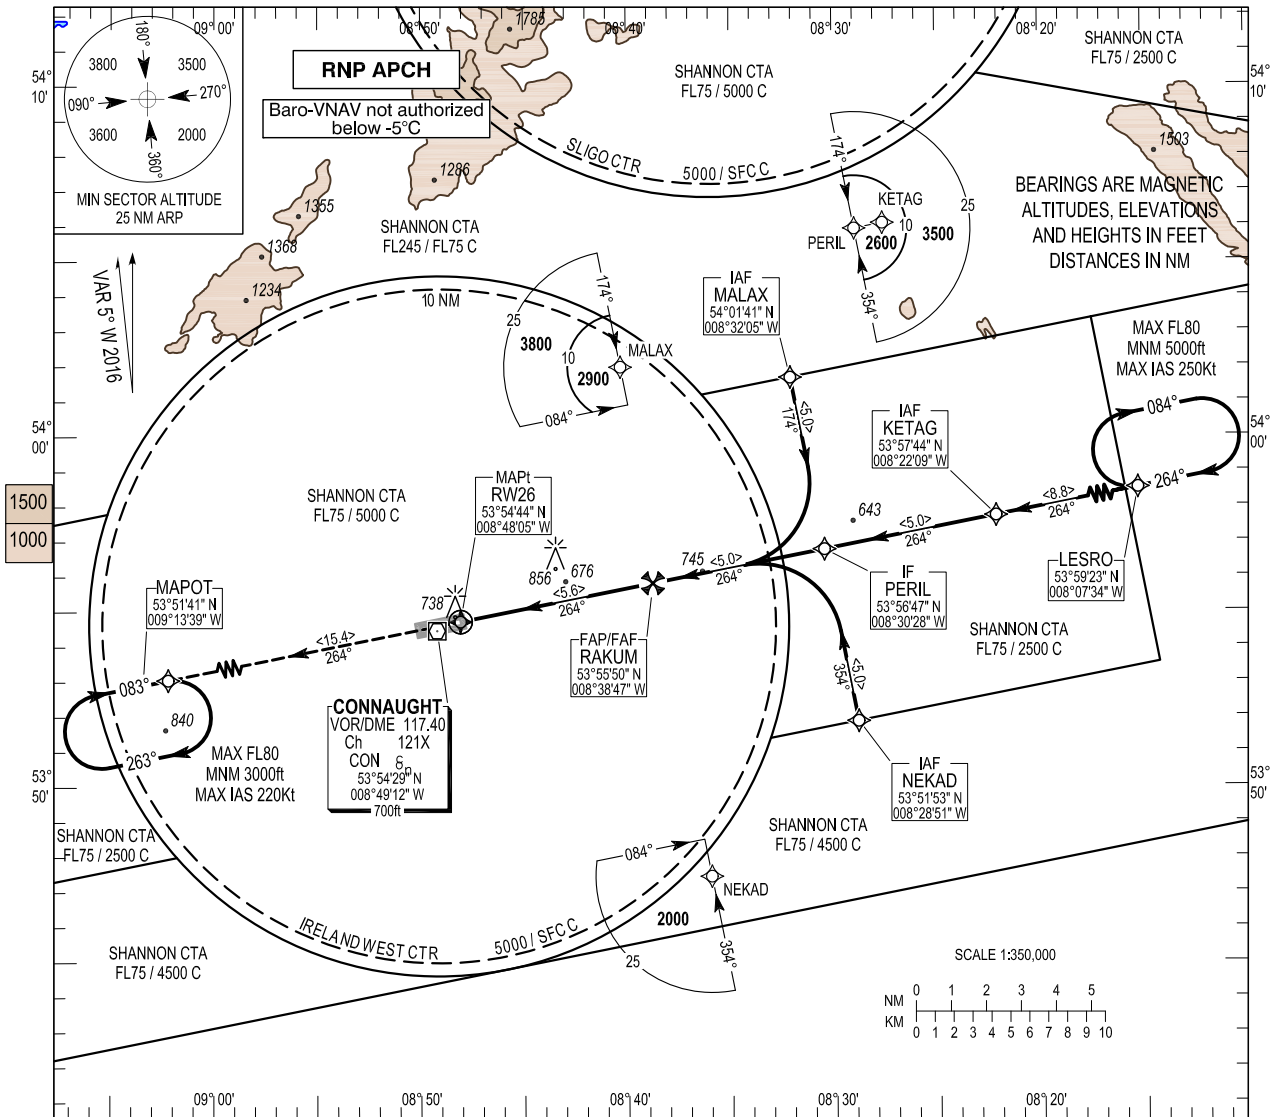 09°00'
08°50'
08°40'
08°30'
08°20'
54°
10'
54°
10'
180°
3800
3500
090°
270°
3600
2000
360°
MIN SECTOR ALTITUDE
25 NM ARP
RNP APCH
Baro-VNAV not authorized
below -5°C
1785
1286
1355
1368
1234
1503
SHANNON CTA
FL75 / 5000 C
SHANNON CTA
FL75 / 2500 C
SLIGO CTR
5000 / SFC C
SHANNON CTA
FL245 / FL75 C
BEARINGS ARE MAGNETIC
ALTITUDES, ELEVATIONS
AND HEIGHTS IN FEET
DISTANCES IN NM
174°
KETAG
25
PERIL
2600
10
3500
354°
VAR 5° W 2016
10 NM
174°
25
3800
MALAX
10
2900
084°
IAF
MALAX
54°01'41" N
008°32'05" W
MAX FL80
MNM 5000ft
MAX IAS 250Kt
084°
264°
<5.0>
174°
IAF
KETAG
53°57'44" N
008°22'09" W
54°
00'
54°
00'
1500
1000
SHANNON CTA
FL75 / 5000 C
MAPt
RW26
53°54'44" N
008°48'05" W
643
<8.8>
264°
<5.0>
264°
LESRO
53°59'23" N
008°07'34" W
856
676
745
<5.0>
264°
IF
PERIL
53°56'47" N
008°30'28" W
MAPOT
53°51'41" N
009°13'39" W
738
<5.6>
264°
FAP/FAF
RAKUM
53°55'50" N
008°38'47" W
SHANNON CTA
FL75 / 2500 C
<15.4>
264°
083°
840
263°
MAX FL80
MNM 3000ft
MAX IAS 220Kt
CONNAUGHT
VOR/DME 117.40
Ch 121X
CON
53°54'29" N
008°49'12" W
700ft
<5.0>
354°
IAF
NEKAD
53°51'53" N
008°28'51" W
53°
50'
53°
50'
SHANNON CTA
FL75 / 2500 C
SHANNON CTA
FL75 / 4500 C
084°
NEKAD
2000
25
354°
IRELAND WEST CTR
5000 / SFC C
SHANNON CTA
FL75 / 4500 C
SCALE 1:350,000
NM 0 1 2 3 4 5
KM 0 1 2 3 4 5 6 7 8 9 10
09°00'
08°50'
08°40'
08°30'
08°20'